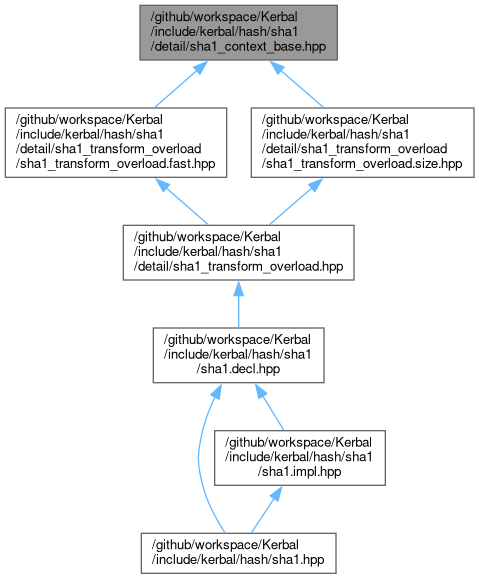 /github/workspace/Kerbal
/include/kerbal/hash/sha1
/detail/sha1_context_base.hpp
/github/workspace/Kerbal
/include/kerbal/hash/sha1
/detail/sha1_transform_overload
/sha1_transform_overload.fast.hpp
/github/workspace/Kerbal
/include/kerbal/hash/sha1
/detail/sha1_transform_overload
/sha1_transform_overload.size.hpp
/github/workspace/Kerbal
/include/kerbal/hash/sha1
/detail/sha1_transform_overload.hpp
/github/workspace/Kerbal
/include/kerbal/hash/sha1
/sha1.decl.hpp
/github/workspace/Kerbal
/include/kerbal/hash/sha1
/sha1.impl.hpp
/github/workspace/Kerbal
/include/kerbal/hash/sha1.hpp